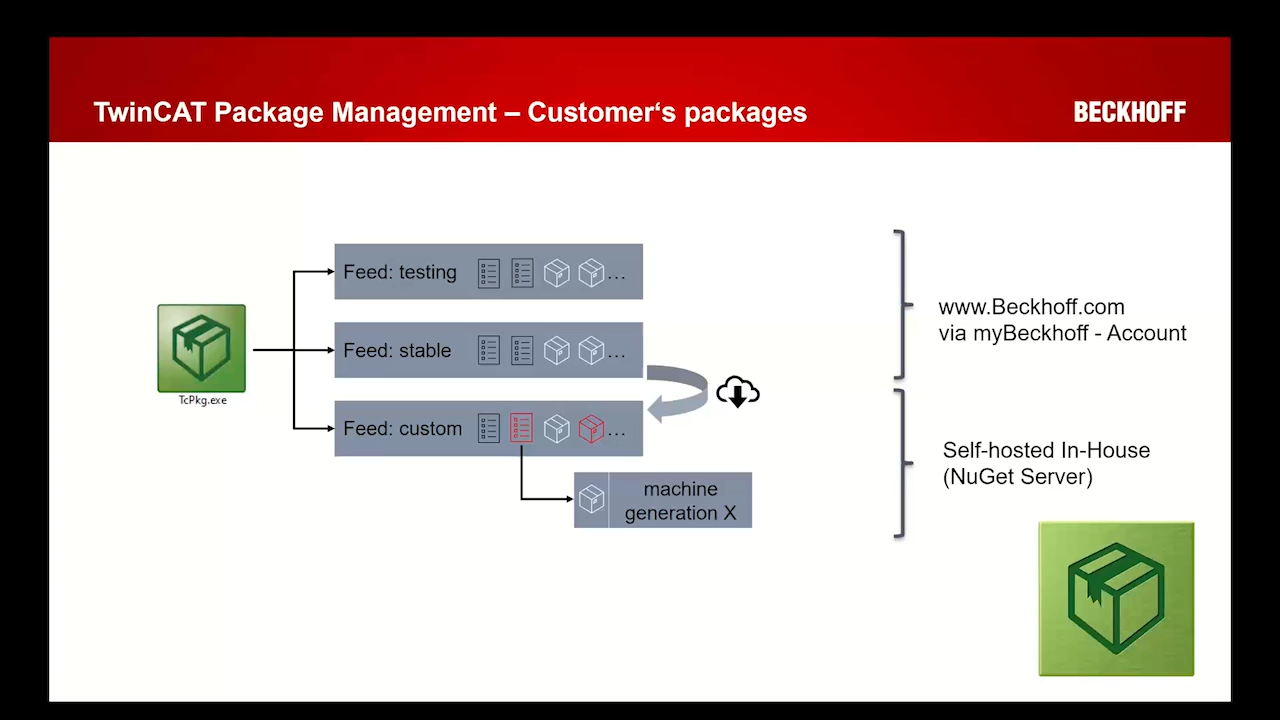 TwinCAT Package Management – Customer‘s packages
BECKHOFF
Feed: testing ...
Feed: stable ...
Feed: custom ...
TcPkg.exe
machine
generation X
www.Beckhoff.com
via myBeckhoff - Account
Self-hosted In-House
(NuGet Server)